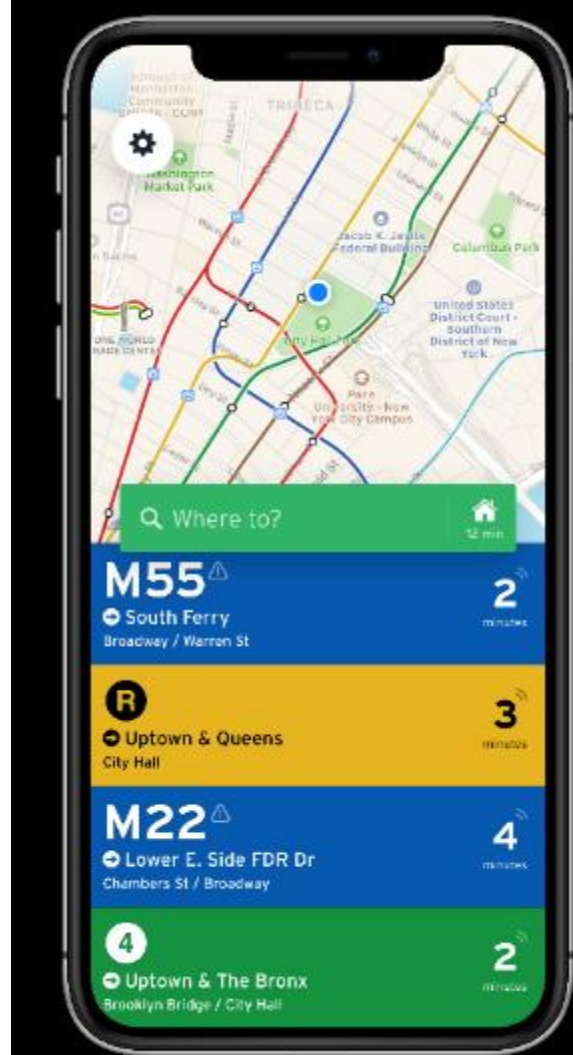 TRIBECA
Washington
Market Park
Jacob K. Javits
Federal Building
Columbus Park
United States
District Court -
Southern
District of New
York
City Hall Park
Pace
University - New
York City Campus
Where to?
12 min
M55
South Ferry
Broadway / Warren St
2
minutes
R
Uptown & Queens
City Hall
3
minutes
M22
Lower E. Side FDR Dr
Chambers St / Broadway
4
minutes
4
Uptown & The Bronx
Brooklyn Bridge / City Hall
2
minutes